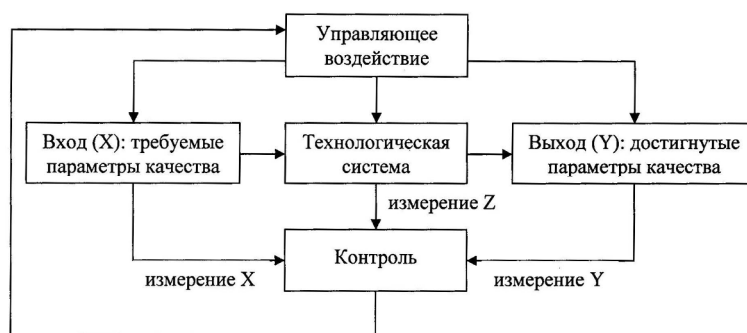 Управляющее
воздействие
Вход (X): требуемые
параметры качества
Технологическая
система
Выход (Y): достигнутые
параметры качества
измерение Z
Контроль
измерение X
измерение Y